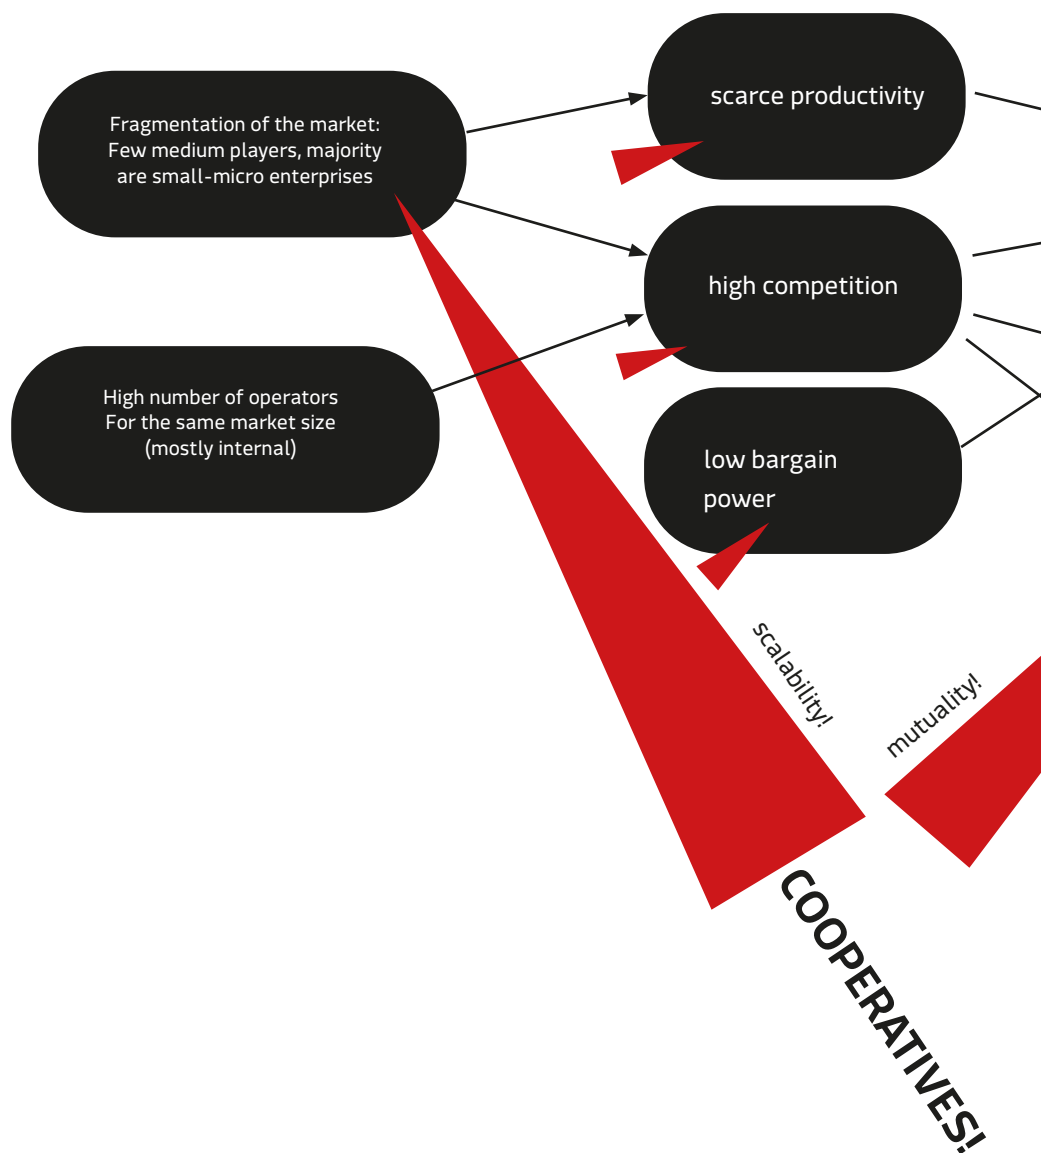 Fragmentation of the market:
Few medium players, majority
are small-micro enterprises
scarce productivity
high competition
High number of operators
For the same market size
(mostly internal)
low bargain
power
scalability!
mutuality!
COOPERATIVES!